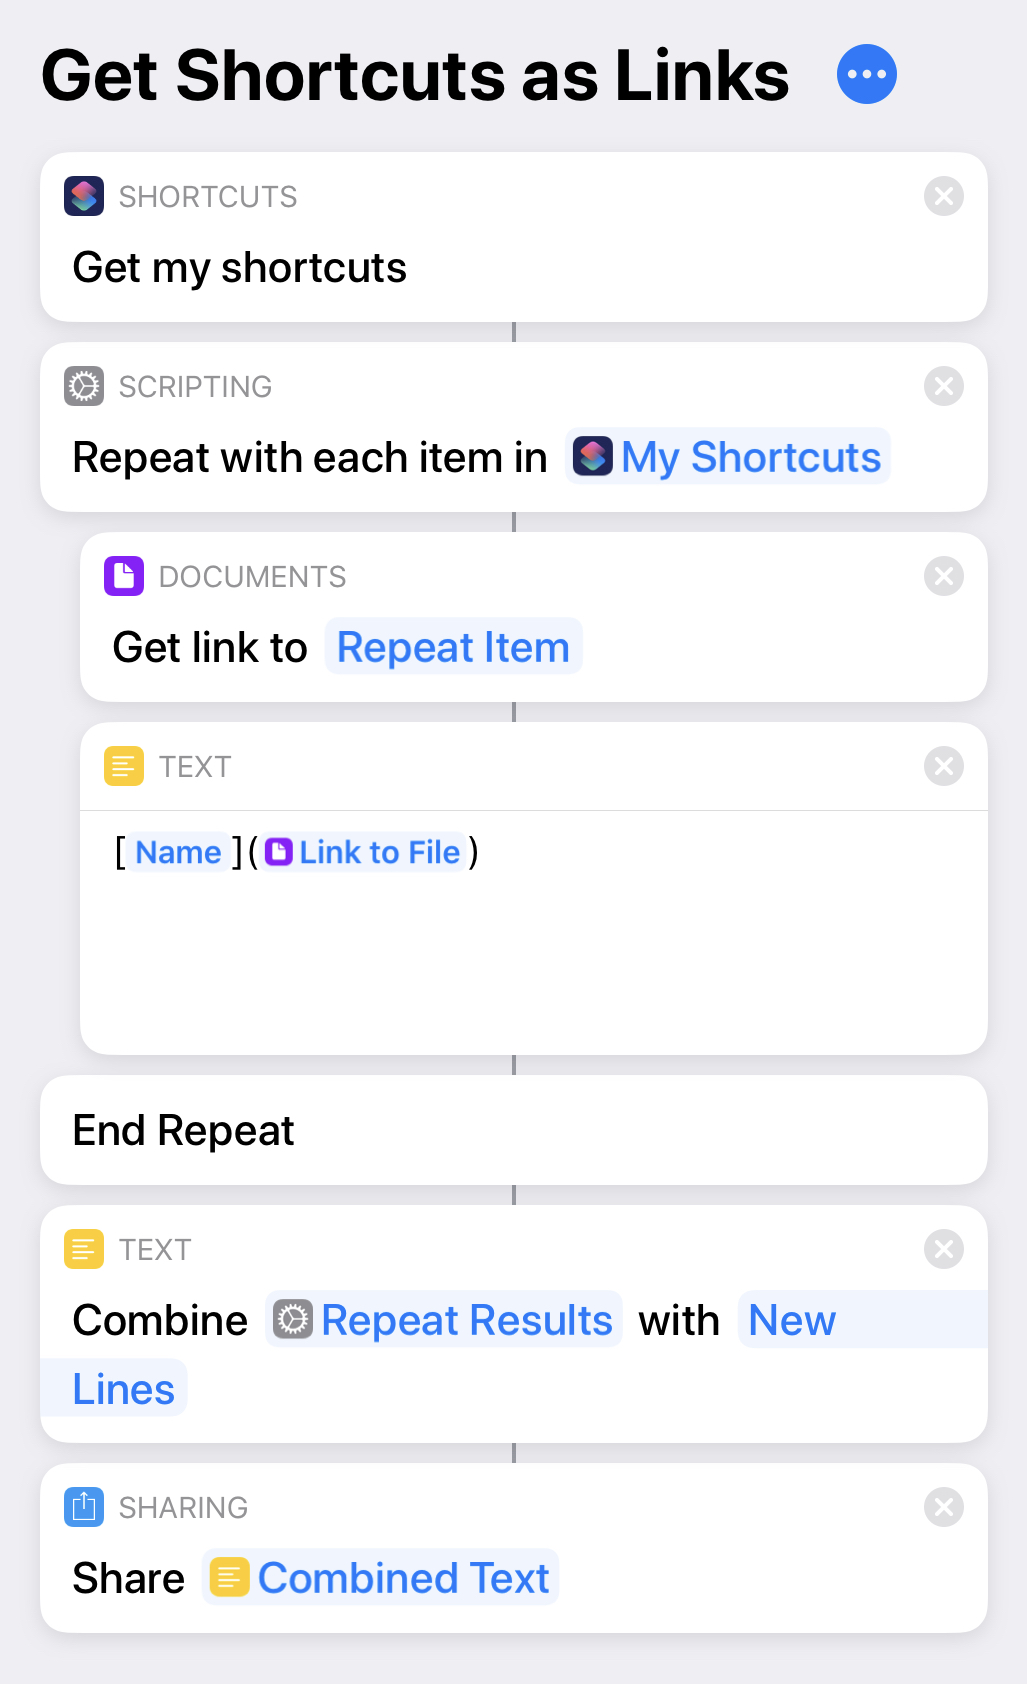 Get Shortcuts as Links
SHORTCUTS
Get my shortcuts
SCRIPTING
Repeat with each item in My Shortcuts
DOCUMENTS
Get link to Repeat Item
TEXT
[Name](Link to File)
End Repeat
TEXT
Combine Repeat Results with New
Lines
SHARING
Share Combined Text